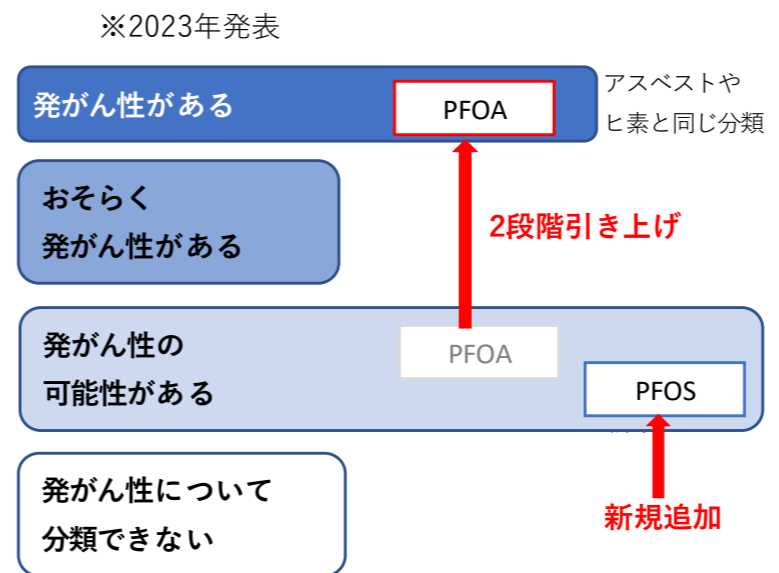 ※2023年発表
発がん性がある
PFOA
アスベストや
ヒ素と同じ分類
おそらく
発がん性がある
2段階引き上げ
発がん性の
可能性がある
PFOA
PFOS
発がん性について
分類できない
新規追加